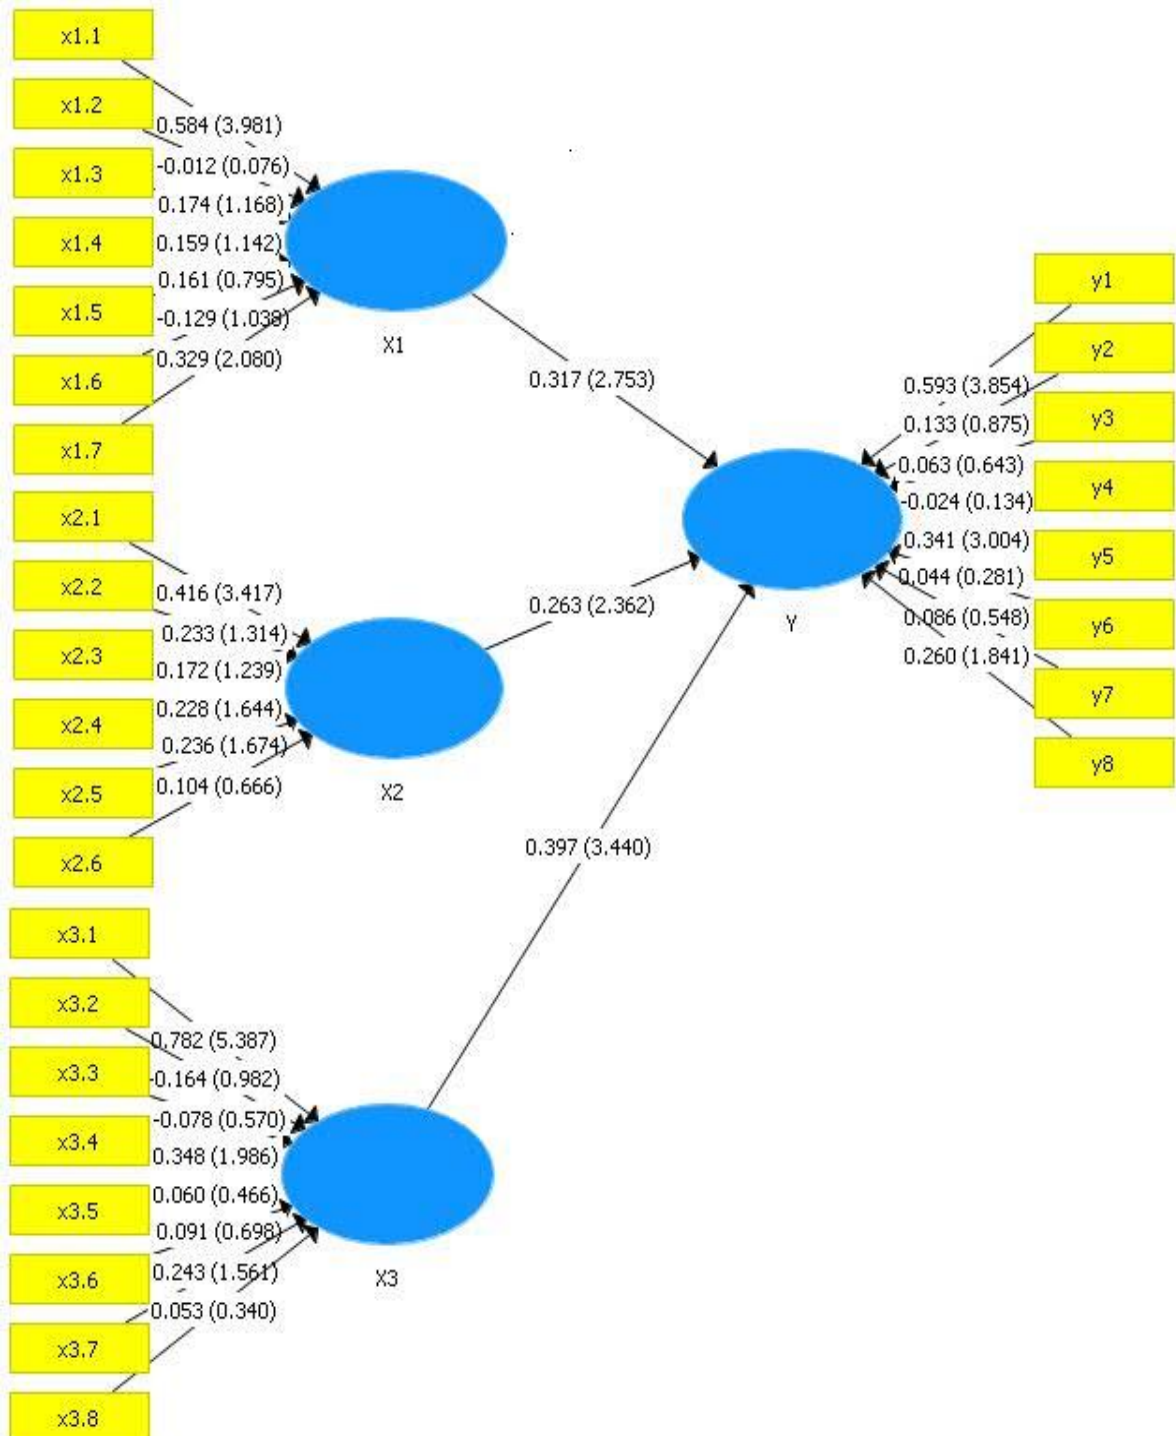 x1.1
x1.2
x1.3
x1.4
x1.5
x1.6
x1.7
0.584 (3.981)
-0.012 (0.076)
0.174 (1.168)
0.159 (1.142)
0.161 (0.795)
-0.129 (1.038)
0.329 (2.080)
X1
0.317 (2.753)
x2.1
x2.2
x2.3
x2.4
x2.5
x2.6
0.416 (3.417)
0.233 (1.314)
0.172 (1.239)
0.228 (1.644)
0.236 (1.674)
0.104 (0.666)
X2
0.263 (2.362)
x3.1
x3.2
x3.3
x3.4
x3.5
x3.6
x3.7
x3.8
0.782 (5.387)
-0.164 (0.982)
-0.078 (0.570)
0.348 (1.986)
0.060 (0.466)
0.091 (0.698)
0.243 (1.561)
0.053 (0.340)
X3
0.397 (3.440)
Y
0.593 (3.854)
0.133 (0.875)
0.063 (0.643)
-0.024 (0.134)
0.341 (3.004)
0.044 (0.281)
0.086 (0.548)
0.260 (1.841)
y1
y2
y3
y4
y5
y6
y7
y8